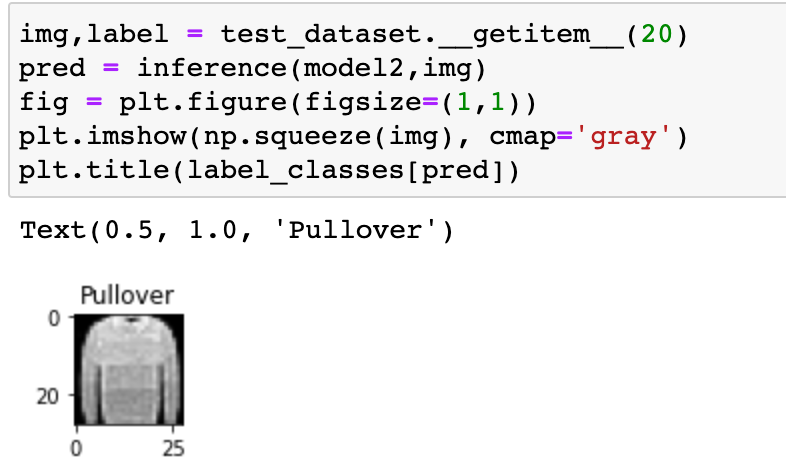 img,label = test_dataset.__getitem__(20)
pred = inference(model2,img)
fig = plt.figure(figsize=(1,1))
plt.imshow(np.squeeze(img), cmap='gray')
plt.title(label_classes[pred])
Text(0.5, 1.0, 'Pullover')
Pullover
0
20
0 25